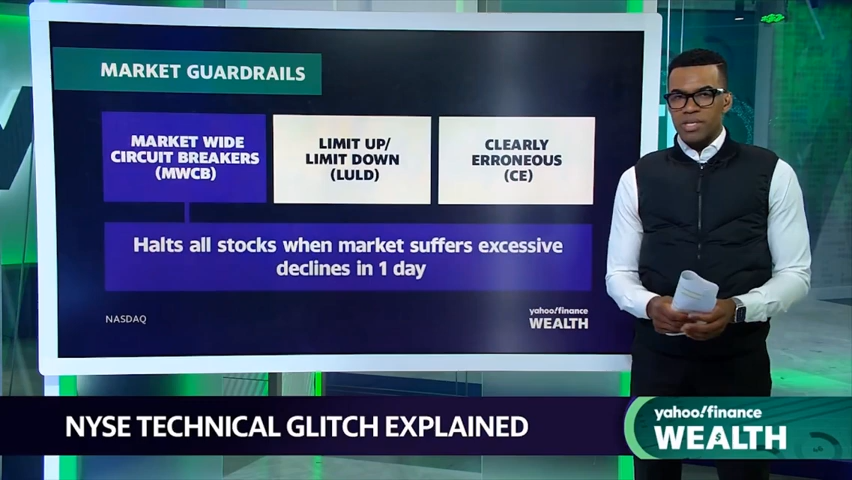 MARKET GUARDRAILS
MARKET WIDE
CIRCUIT BREAKERS
(MWCB)
LIMIT UP/
LIMIT DOWN
(LULD)
CLEARLY
ERRONEOUS
(CE)
Halts all stocks when market suffers excessive
declines in 1 day
NASDAQ
yahoo!finance
WEALTH
NYSE TECHNICAL GLITCH EXPLAINED
yahoo!finance
WEALTH